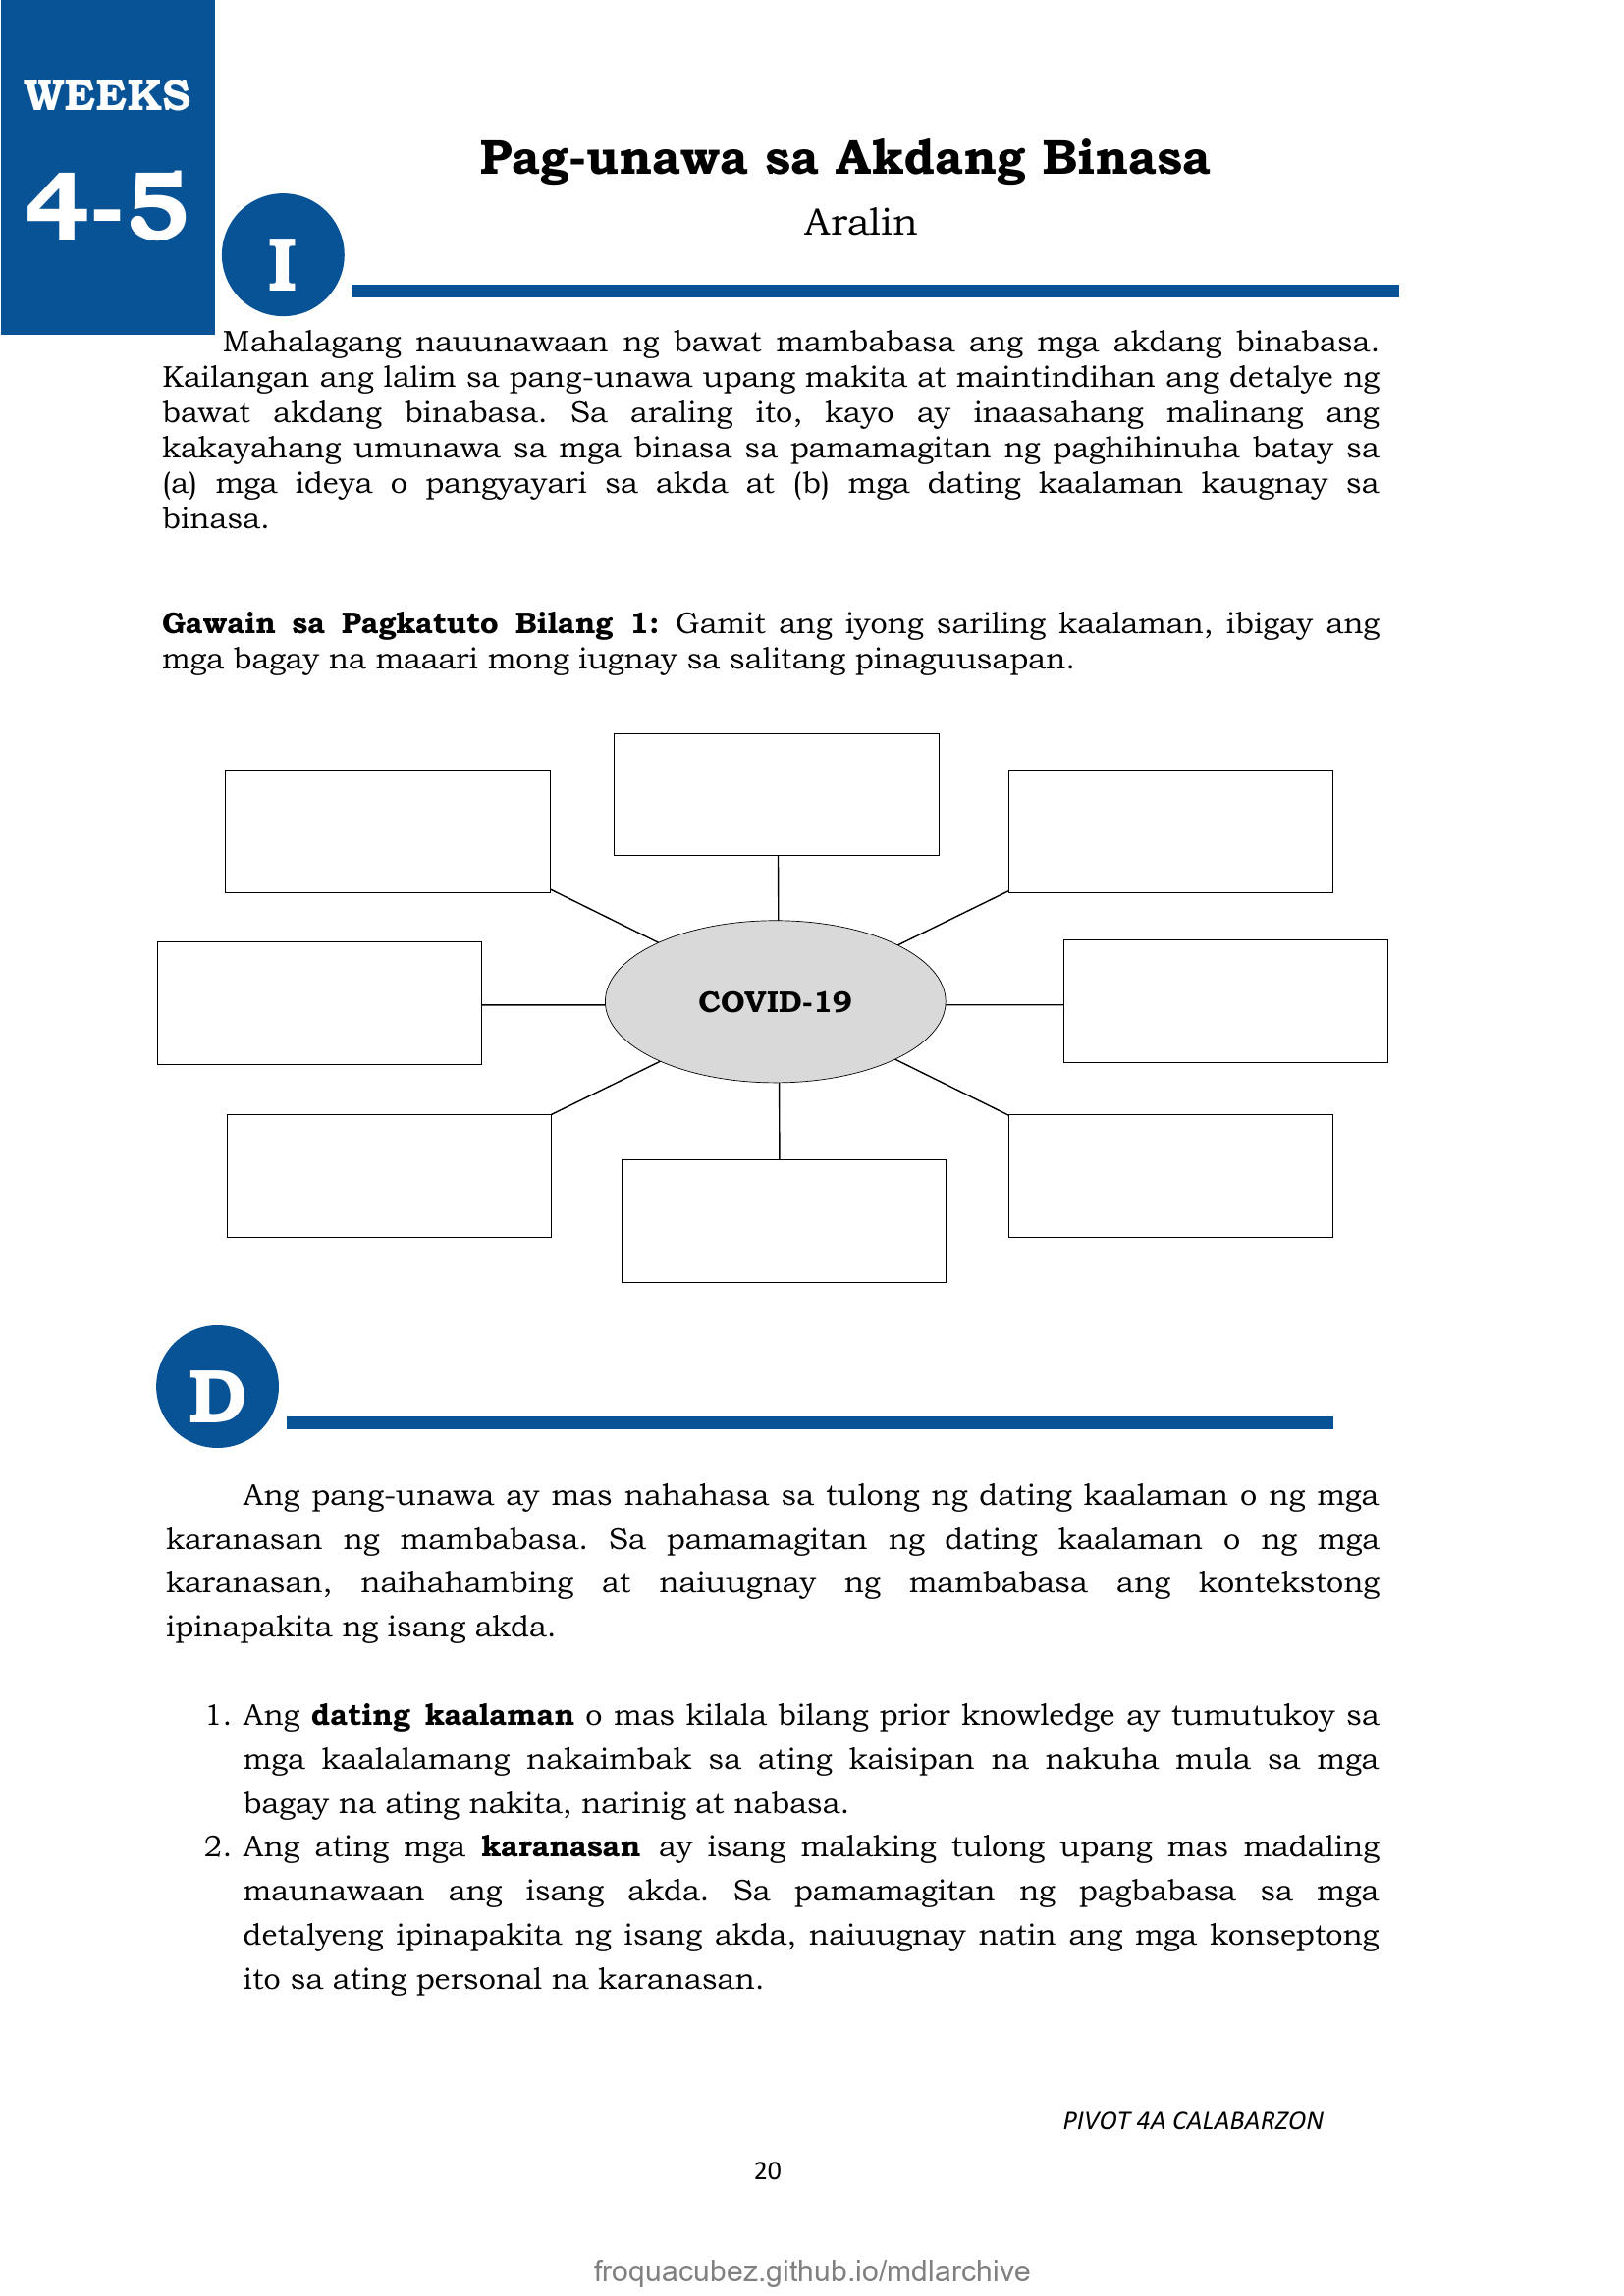 WEEKS
4-5
Pag-unawa sa Akdang Binasa
Aralin
I
Mahalagang nauunawaan ng bawat mambabasa ang mga akdang binabasa.
Kailangan ang lalim sa pang-unawa upang makita at maintindihan ang detalye ng
bawat akdang binabasa. Sa araling ito, kayo ay inaasahang malinang ang
kakayahang umunawa sa mga binasa sa pamamagitan ng paghihinuha batay sa
(a) mga ideya o pangyayari sa akda at (b) mga dating kaalaman kaugnay sa
binasa.
Gawain sa Pagkatuto Bilang 1: Gamit ang iyong sariling kaalaman, ibigay ang
mga bagay na maaari mong iugnay sa salitang pinaguusapan.
COVID-19
D
Ang pang-unawa ay mas nahahasa sa tulong ng dating kaalaman o ng mga
karanasan ng mambabasa. Sa pamamagitan ng dating kaalaman o ng mga
karanasan, naihahambing at naiuugnay ng mambabasa ang kontekstong
ipinapakita ng isang akda.
1. Ang dating kaalaman o mas kilala bilang prior knowledge ay tumutukoy sa
mga kaalalamang nakaimbak sa ating kaisipan na nakuha mula sa mga
bagay na ating nakita, narinig at nabasa.
2. Ang ating mga karanasan ay isang malaking tulong upang mas madaling
maunawaan ang isang akda. Sa pamamagitan ng pagbabasa sa mga
detalyeng ipinapakita ng isang akda, naiuugnay natin ang mga konseptong
ito sa ating personal na karanasan.
PIVOT 4A CALABARZON
20
froquacubez.github.io/mdlarchive